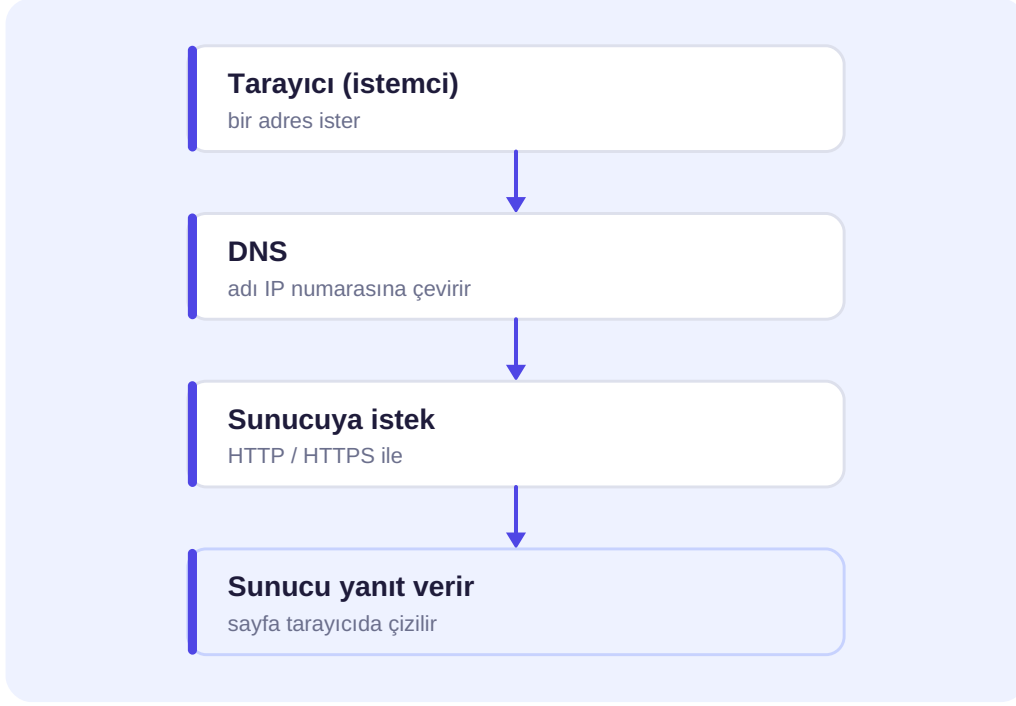 Tarayıcı (istemci)
bir adres ister
DNS
adı IP numarasına çevirir
Sunucuya istek
HTTP / HTTPS ile
Sunucu yanıt verir
sayfa tarayıcıda çizilir